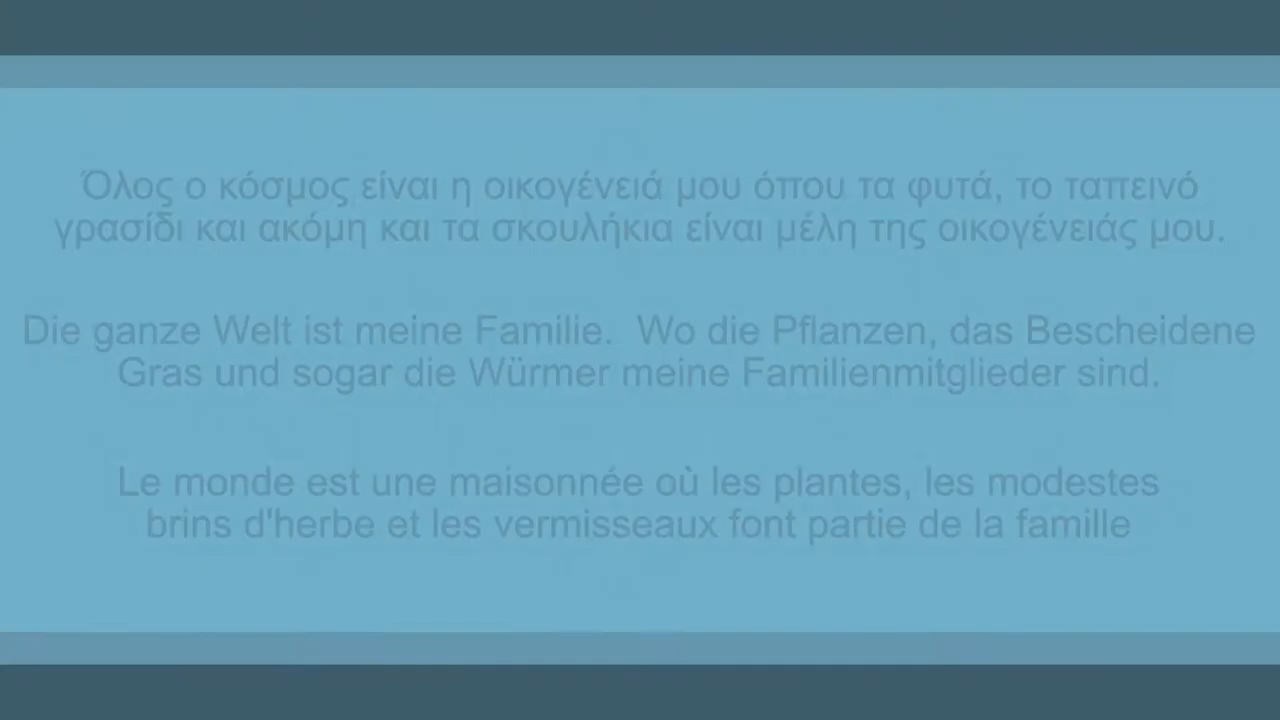 Όλος ο κόσμος είναι η οικογένειά μου όπου τα φυτά, το ταπεινό
γρασίδι και ακόμη και τα σκουλήκια είναι μέλη της οικογένειάς μου.
Die ganze Welt ist meine Familie.  Wo die Pflanzen, das Bescheidene
Gras und sogar die Würmer meine Familienmitglieder sind.
Le monde est une maisonnée où les plantes, les modestes
brins d'herbe et les vermisseaux font partie de la famille